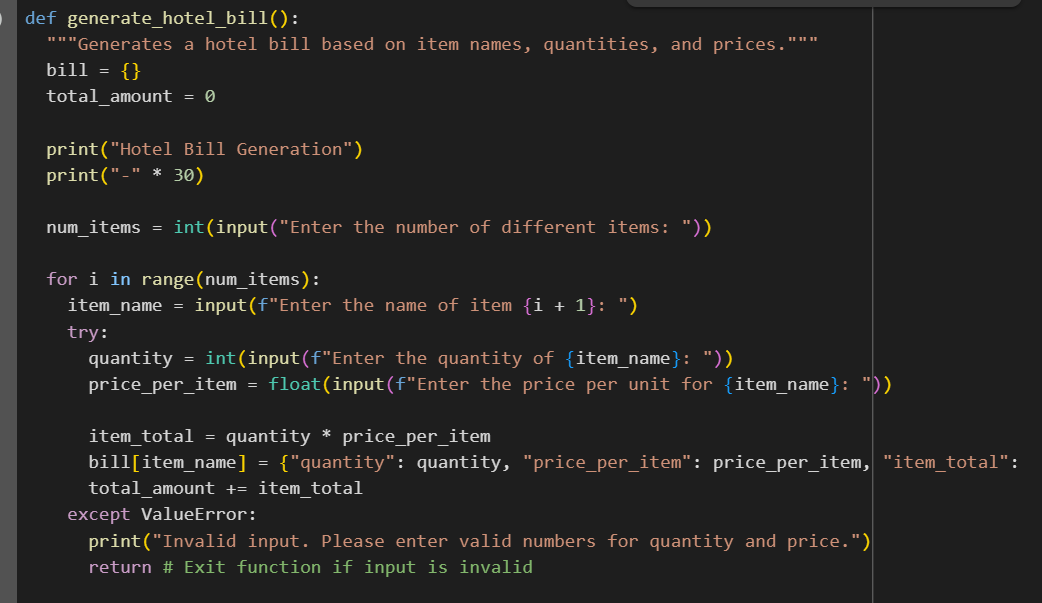 def generate_hotel_bill():
  """Generates a hotel bill based on item names, quantities, and prices."""
  bill = {}
  total_amount = 0

  print("Hotel Bill Generation")
  print("-" * 30)

  num_items = int(input("Enter the number of different items: "))

  for i in range(num_items):
    item_name = input(f"Enter the name of item {i + 1}: ")
    try:
      quantity = int(input(f"Enter the quantity of {item_name}: "))
      price_per_item = float(input(f"Enter the price per unit for {item_name}: "))

      item_total = quantity * price_per_item
      bill[item_name] = {"quantity": quantity, "price_per_item": price_per_item, "item_total":
      total_amount += item_total
    except ValueError:
      print("Invalid input. Please enter valid numbers for quantity and price.")
      return # Exit function if input is invalid